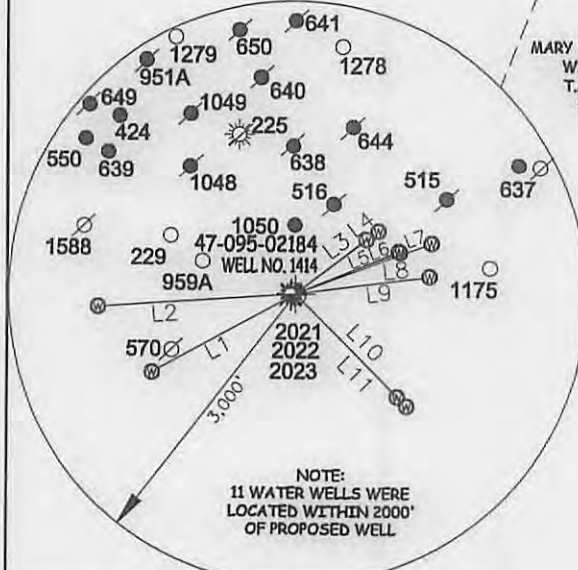 641
650
1279
951A
1278
MARY
W
T.
640
649
1049
424
225
644
550
639
638
1048
637
516
515
1588
1050
229
47-095-02184
WELL NO. 1414
959A
L3
L4
L5
L6
L7
L8
L9
1175
L2
570
L1
2021
2022
2023
L10
L11
3,000'
W
W
W
W
W
W
W
W
W
W
NOTE:
11 WATER WELLS WERE
LOCATED WITHIN 2000'
OF PROPOSED WELL